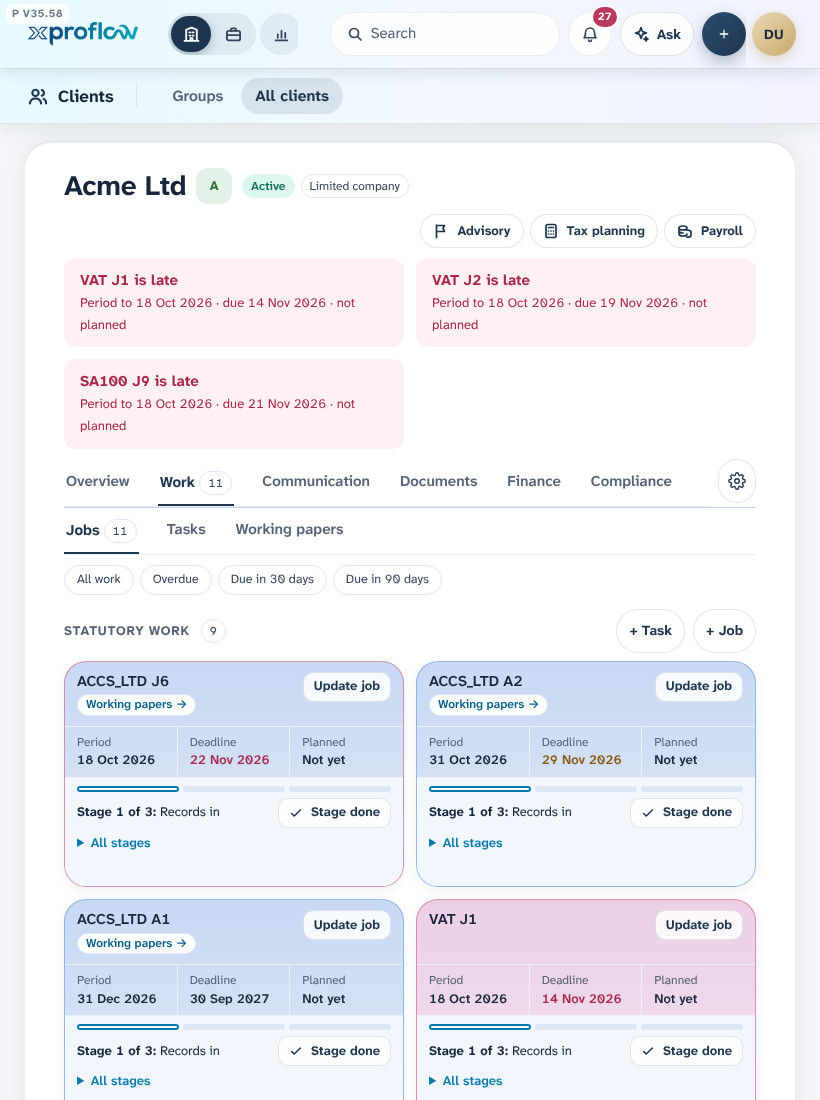 P V35.58
xproflow
Search
27
Ask
+
DU
Clients
Groups
All clients
Acme Ltd
A
Active
Limited company
Advisory
Tax planning
Payroll
VAT J1 is late
Period to 18 Oct 2026 · due 14 Nov 2026 · not
planned
VAT J2 is late
Period to 18 Oct 2026 · due 19 Nov 2026 · not
planned
SA100 J9 is late
Period to 18 Oct 2026 · due 21 Nov 2026 · not
planned
Overview
Work 11
Communication
Documents
Finance
Compliance
Jobs 11
Tasks
Working papers
All work
Overdue
Due in 30 days
Due in 90 days
STATUTORY WORK 9
+ Task
+ Job
ACCS_LTD J6
Update job
Working papers →
Period
Deadline
Planned
18 Oct 2026
22 Nov 2026
Not yet
Stage 1 of 3: Records in
Stage done
All stages
ACCS_LTD A2
Update job
Working papers →
Period
Deadline
Planned
31 Oct 2026
29 Nov 2026
Not yet
Stage 1 of 3: Records in
Stage done
All stages
ACCS_LTD A1
Update job
Working papers →
Period
Deadline
Planned
31 Dec 2026
30 Sep 2027
Not yet
Stage 1 of 3: Records in
Stage done
All stages
VAT J1
Update job
Period
Deadline
Planned
18 Oct 2026
14 Nov 2026
Not yet
Stage 1 of 3: Records in
Stage done
All stages